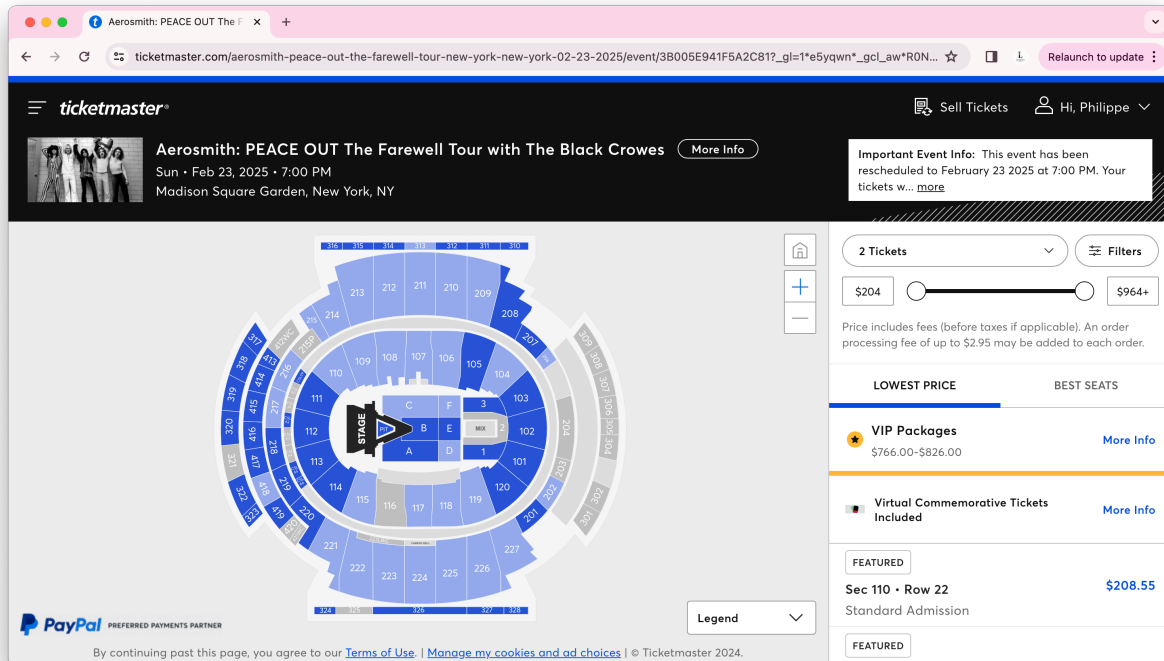 Aerosmith: PEACE OUT The F
ticketmaster.com/aerosmith-peace-out-the-farewell-tour-new-york-new-york-02-23-2025/event/3B005E941F5A2C81?_gl=1*e5yqwn*_gcl_aw*R0N...
Relaunch to update
ticketmaster®
Sell Tickets
Hi, Philippe
Aerosmith: PEACE OUT The Farewell Tour with The Black Crowes
More Info
Sun • Feb 23, 2025 • 7:00 PM
Madison Square Garden, New York, NY
Important Event Info: This event has been
rescheduled to February 23 2025 at 7:00 PM. Your
tickets w... more
316 315 314 313 312 311 310
213 212 211 210 209
215 214 208
207
412WC 215P
317 413 216
318 414
319 415 217
320 416 218
321 417
322 418 219
323 419 220
420
109 108 107 106 105
110 104
111 103
112 102
113 101
114 120
115 116 117 118 119
STAGE
PIT
C F
B E
A D
3
MIX 2
1
309
308
307
306
305
304
204
203
302
202
301
201
221 227
222 223 224 225 226
324 325 326 327 328
2 Tickets
Filters
$204
$964+
Price includes fees (before taxes if applicable). An order
processing fee of up to $2.95 may be added to each order.
LOWEST PRICE
BEST SEATS
VIP Packages
$766.00-$826.00
More Info
Virtual Commemorative Tickets
Included
More Info
FEATURED
Sec 110 • Row 22
$208.55
Standard Admission
FEATURED
Legend
PayPal PREFERRED PAYMENTS PARTNER
By continuing past this page, you agree to our Terms of Use. | Manage my cookies and ad choices | © Ticketmaster 2024.